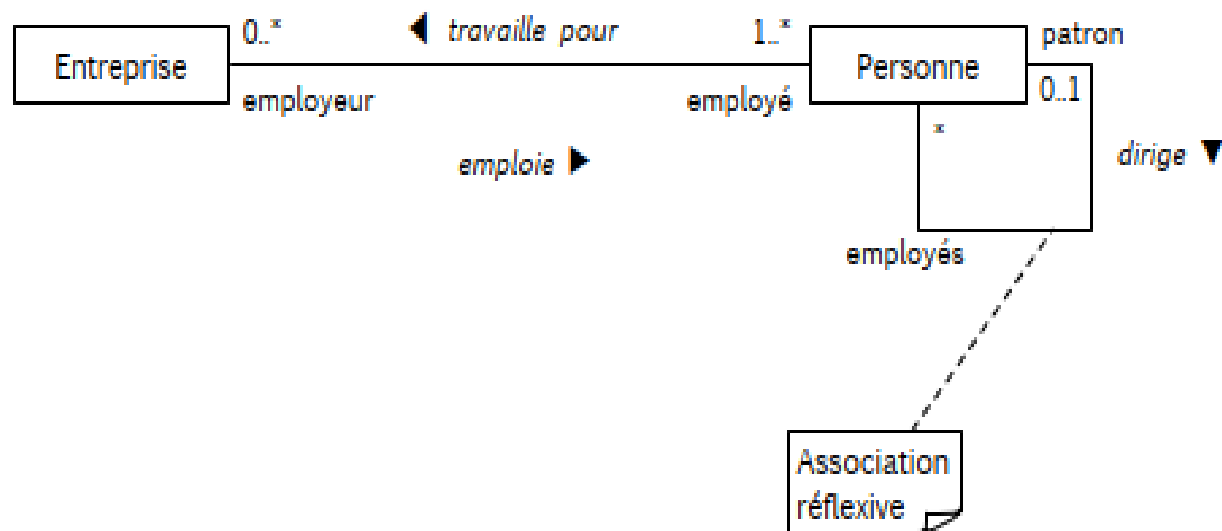 0..*
◀ travaille pour
1..*
patron
Entreprise
Personne
employeur
employé
0..1
*
emploie ▶
dirige ▼
employés
Association
réflexive